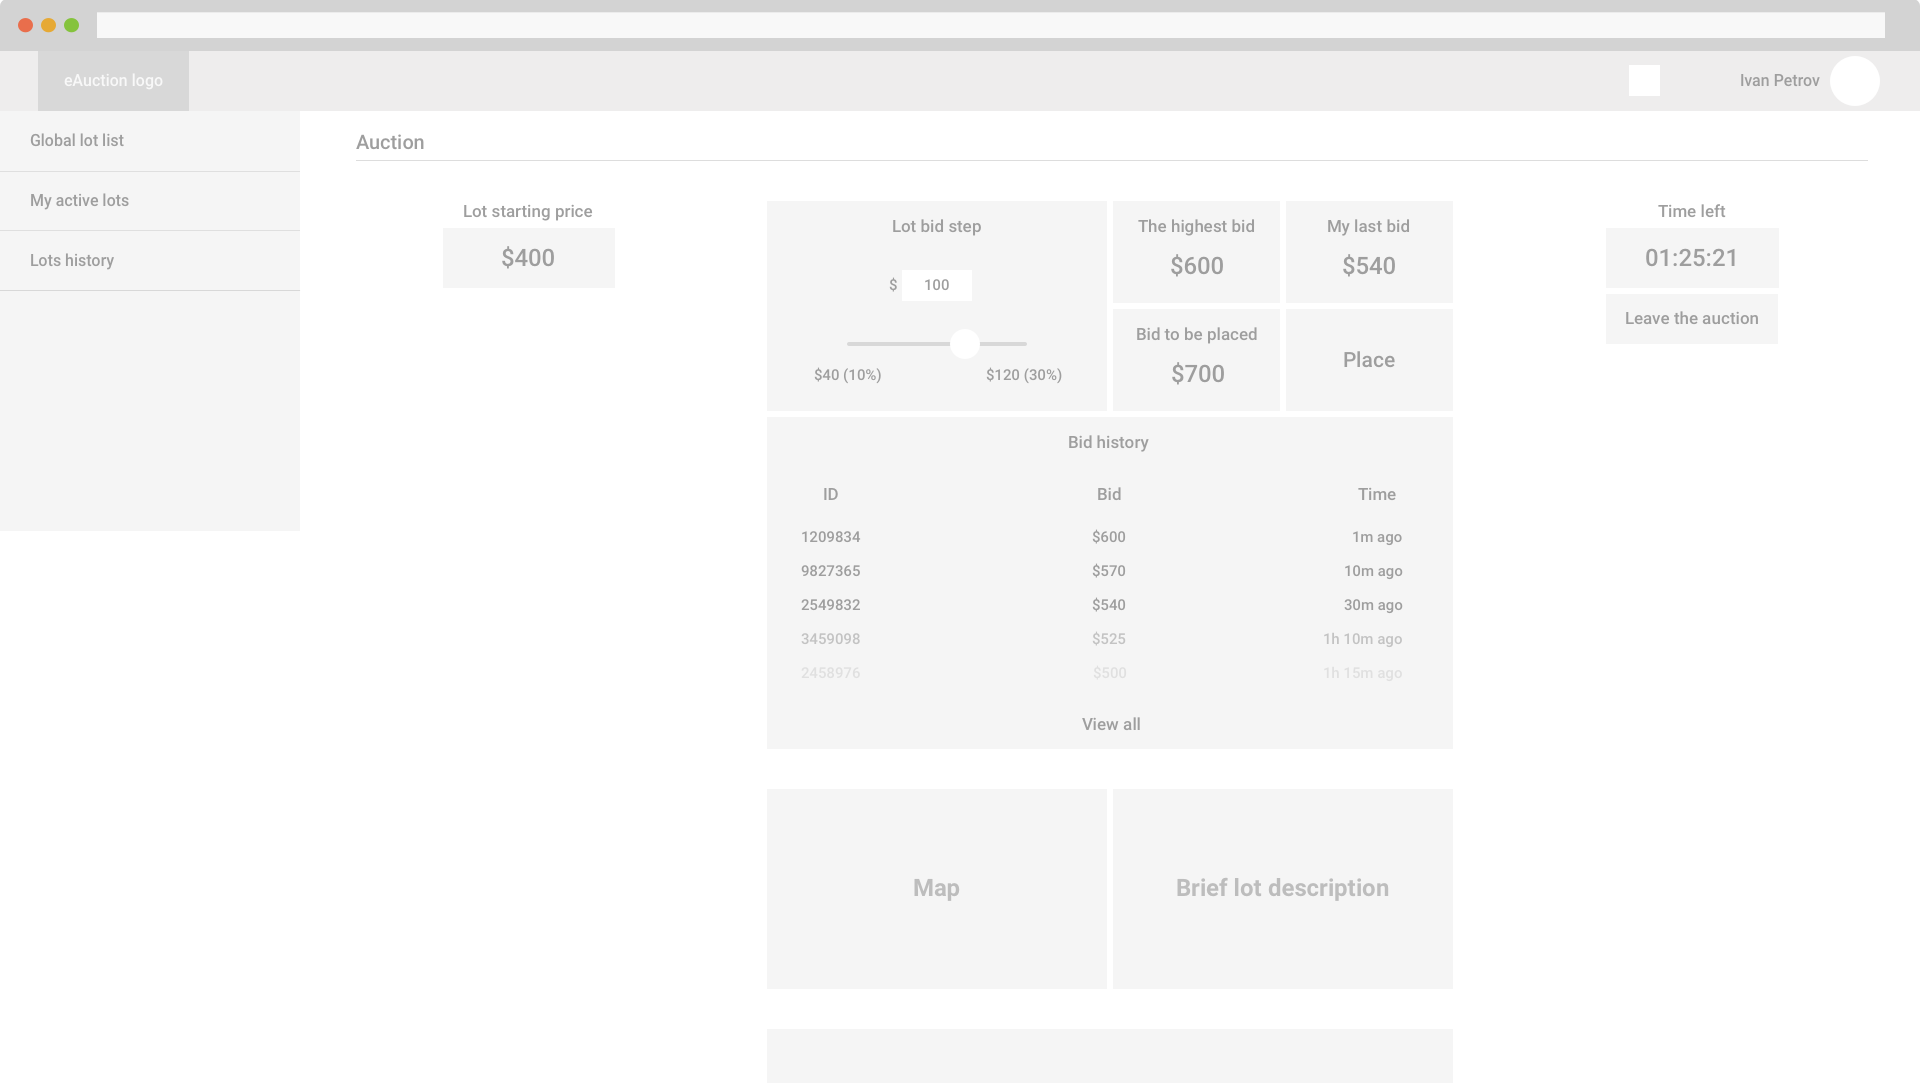 eAuction logo
Ivan Petrov
Global lot list
My active lots
Lots history
Auction
Lot starting price
$400
Lot bid step
$ 100
$40 (10%) $120 (30%)
The highest bid
$600
My last bid
$540
Bid to be placed
$700
Place
Time left
01:25:21
Leave the auction
Bid history
ID Bid Time
1209834 $600 1m ago
9827365 $570 10m ago
2549832 $540 30m ago
3459098 $525 1h 10m ago
2458976 $500 1h 15m ago
View all
Map
Brief lot description